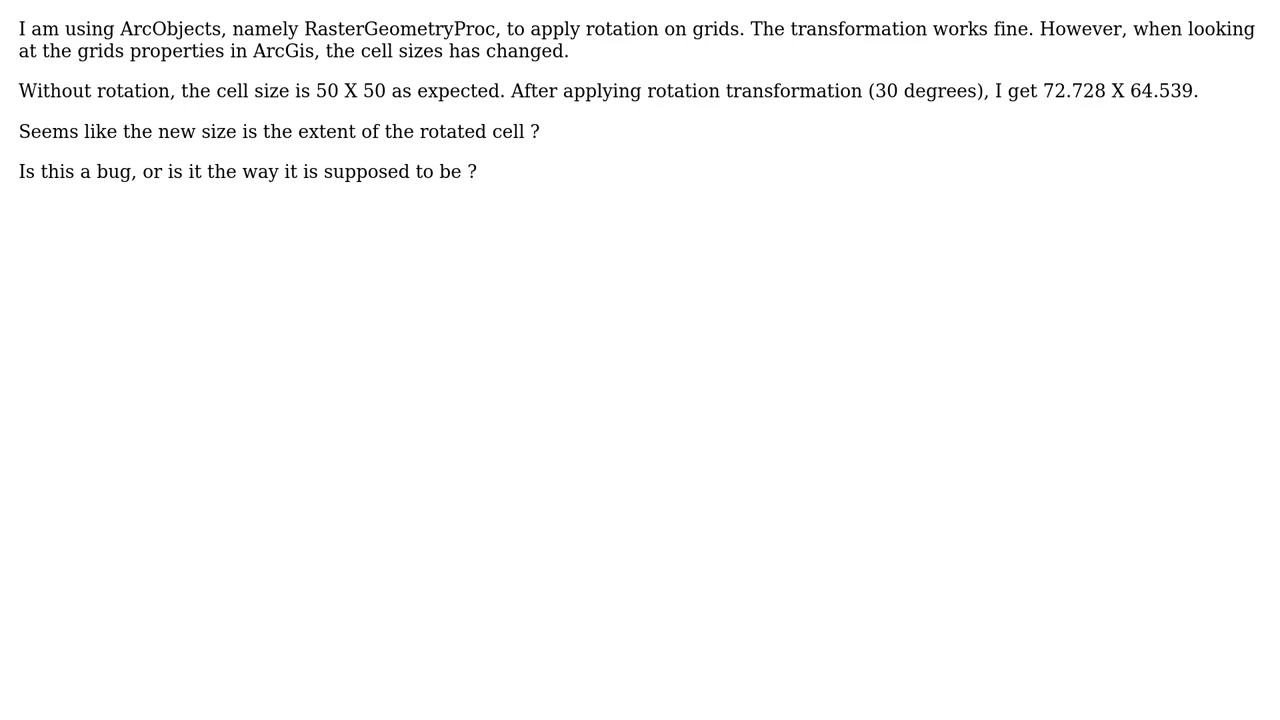 I am using ArcObjects, namely RasterGeometryProc, to apply rotation on grids. The transformation works fine. However, when looking
at the grids properties in ArcGis, the cell sizes has changed.
Without rotation, the cell size is 50 X 50 as expected. After applying rotation transformation (30 degrees), I get 72.728 X 64.539.
Seems like the new size is the extent of the rotated cell ?
Is this a bug, or is it the way it is supposed to be ?